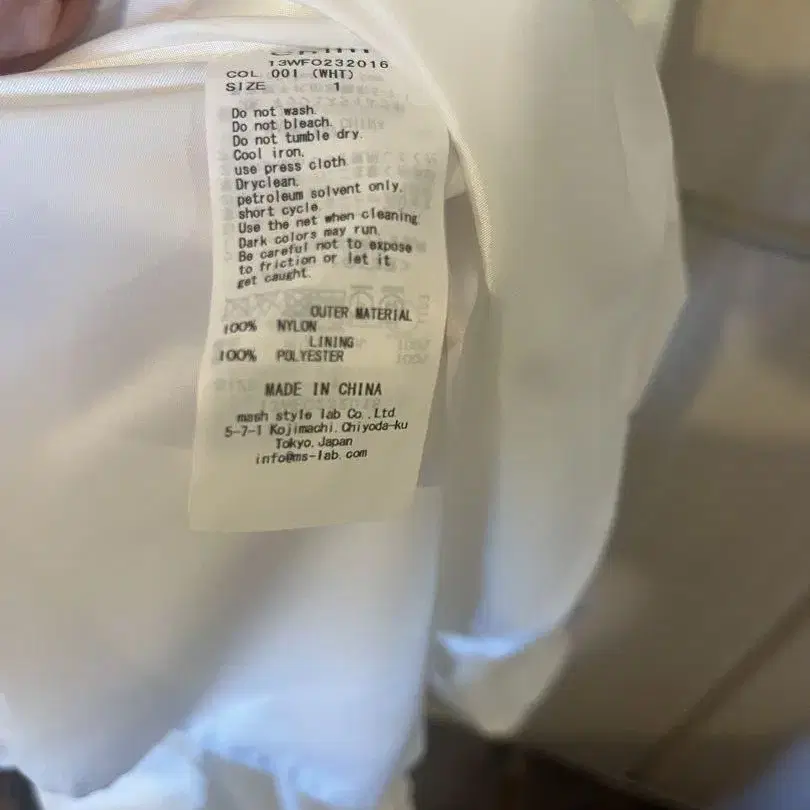 13WFO232016
COL 001 (WHT)
SIZE 1
Do not wash.
Do not bleach.
Do not tumble dry.
Cool iron.
use press cloth
Dryclean.
petroleum solvent only.
short cycle
Use the net when cleaning
Dark colors may run.
Be careful not to expose
to friction or let it
get caught.
OUTER MATERIAL
100% NYLON
LINING
100% POLYESTER
MADE IN CHINA
mash style lab Co.,Ltd
5-7-1 Kojimachi.Chiyoda-ku
Tokyo.Japan
info@ms-lab.com